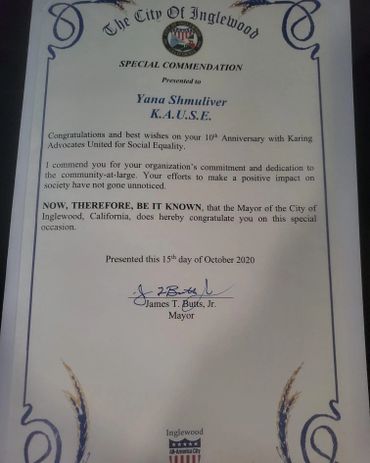 The City Of Inglewood
SPECIAL COMMENDATION
Presented to
Yana Shmuliver
K.A.U.S.E.
Congratulations and best wishes on your 10th Anniversary with Karing
Advocates United for Social Equality.
I commend you for your organization's commitment and dedication to
the community-at-large. Your efforts to make a positive impact on
society have not gone unnoticed.
NOW, THEREFORE, BE IT KNOWN, that the Mayor of the City of
Inglewood, California, does hereby congratulate you on this special
occasion.
Presented this 15th day of October 2020
James T. Butts, Jr.
Mayor
Inglewood
All-America City